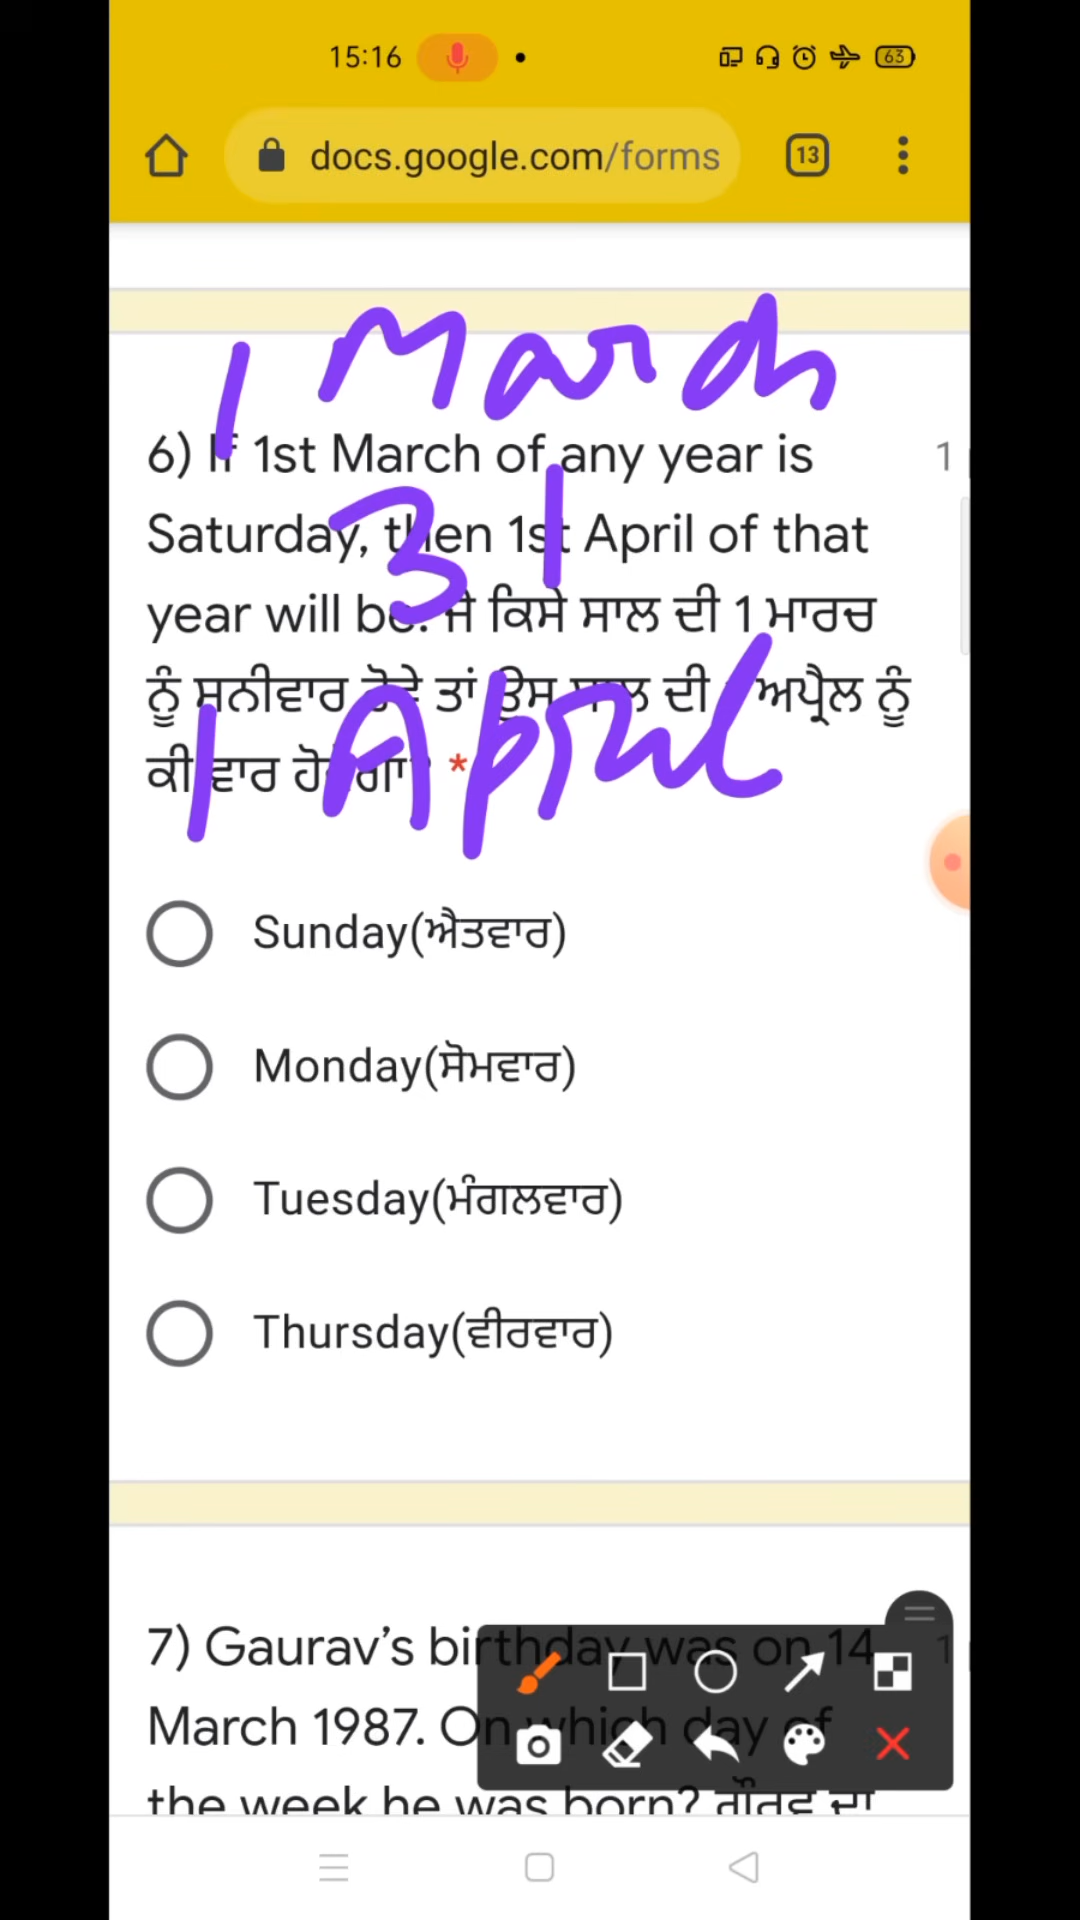 15:16
63
docs.google.com/forms
13
1 March
6) If 1st March of any year is
1
Saturday, then 1st April of that
31
year will be. ਜੇ ਕਿਸੇ ਸਾਲ ਦੀ 1 ਮਾਰਚ
ਨੂੰ ਸ਼ਨੀਵਾਰ ਹੋਵੇ ਤਾਂ ਉਸ ਸਾਲ ਦੀ ਅਪ੍ਰੈਲ ਨੂੰ
1 April
ਕੀ ਵਾਰ ਹੋਵੇਗਾ? *
Sunday(ਐਤਵਾਰ)
Monday(ਸੋਮਵਾਰ)
Tuesday(ਮੰਗਲਵਾਰ)
Thursday(ਵੀਰਵਾਰ)
7) Gaurav’s birthday was on 14
1
March 1987. On which day of
the week he was born? ਗੌਰਵ ਦਾ